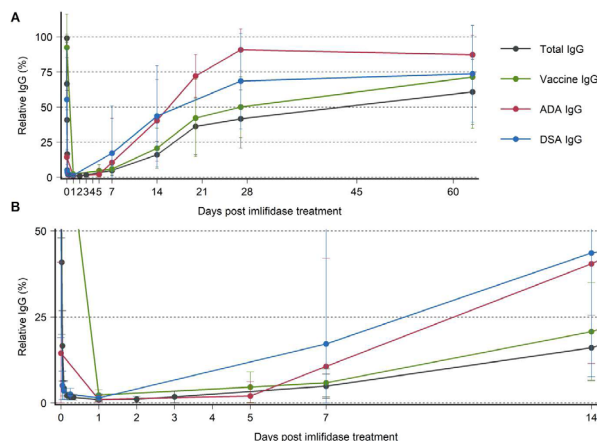 A
100
75
50
25
0
Relative IgG (%)
0 1 2 3 4 5 7 14 21 28 45 60
Days post imlifidase treatment
Total IgG
Vaccine IgG
ADA IgG
DSA IgG
B
50
25
0
Relative IgG (%)
0 1 2 3 5 7 14
Days post imlifidase treatment